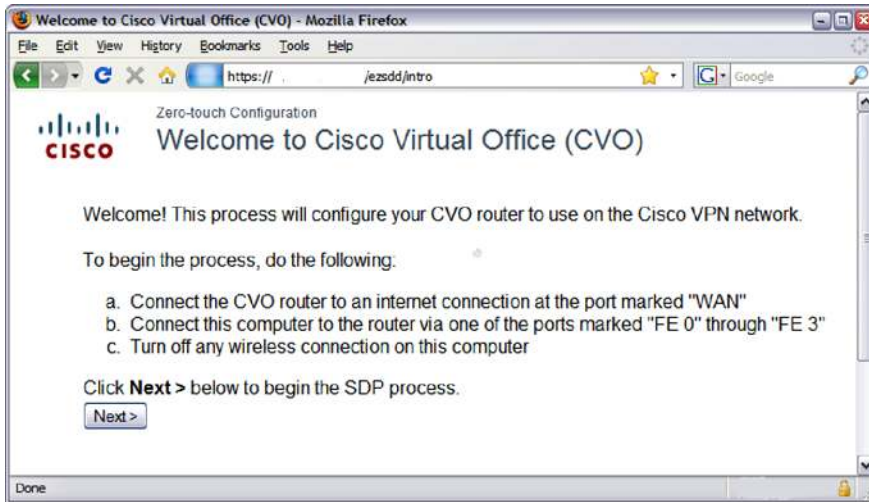 Welcome to Cisco Virtual Office (CVO) - Mozilla Firefox
File Edit View History Bookmarks Tools Help
https:// . /ezsdd/intro
G Google
Zero-touch Configuration
CISCO
Welcome to Cisco Virtual Office (CVO)
Welcome! This process will configure your CVO router to use on the Cisco VPN network.
To begin the process, do the following:
a. Connect the CVO router to an internet connection at the port marked "WAN"
b. Connect this computer to the router via one of the ports marked "FE 0" through "FE 3"
c. Turn off any wireless connection on this computer
Click Next > below to begin the SDP process.
Next >
Done